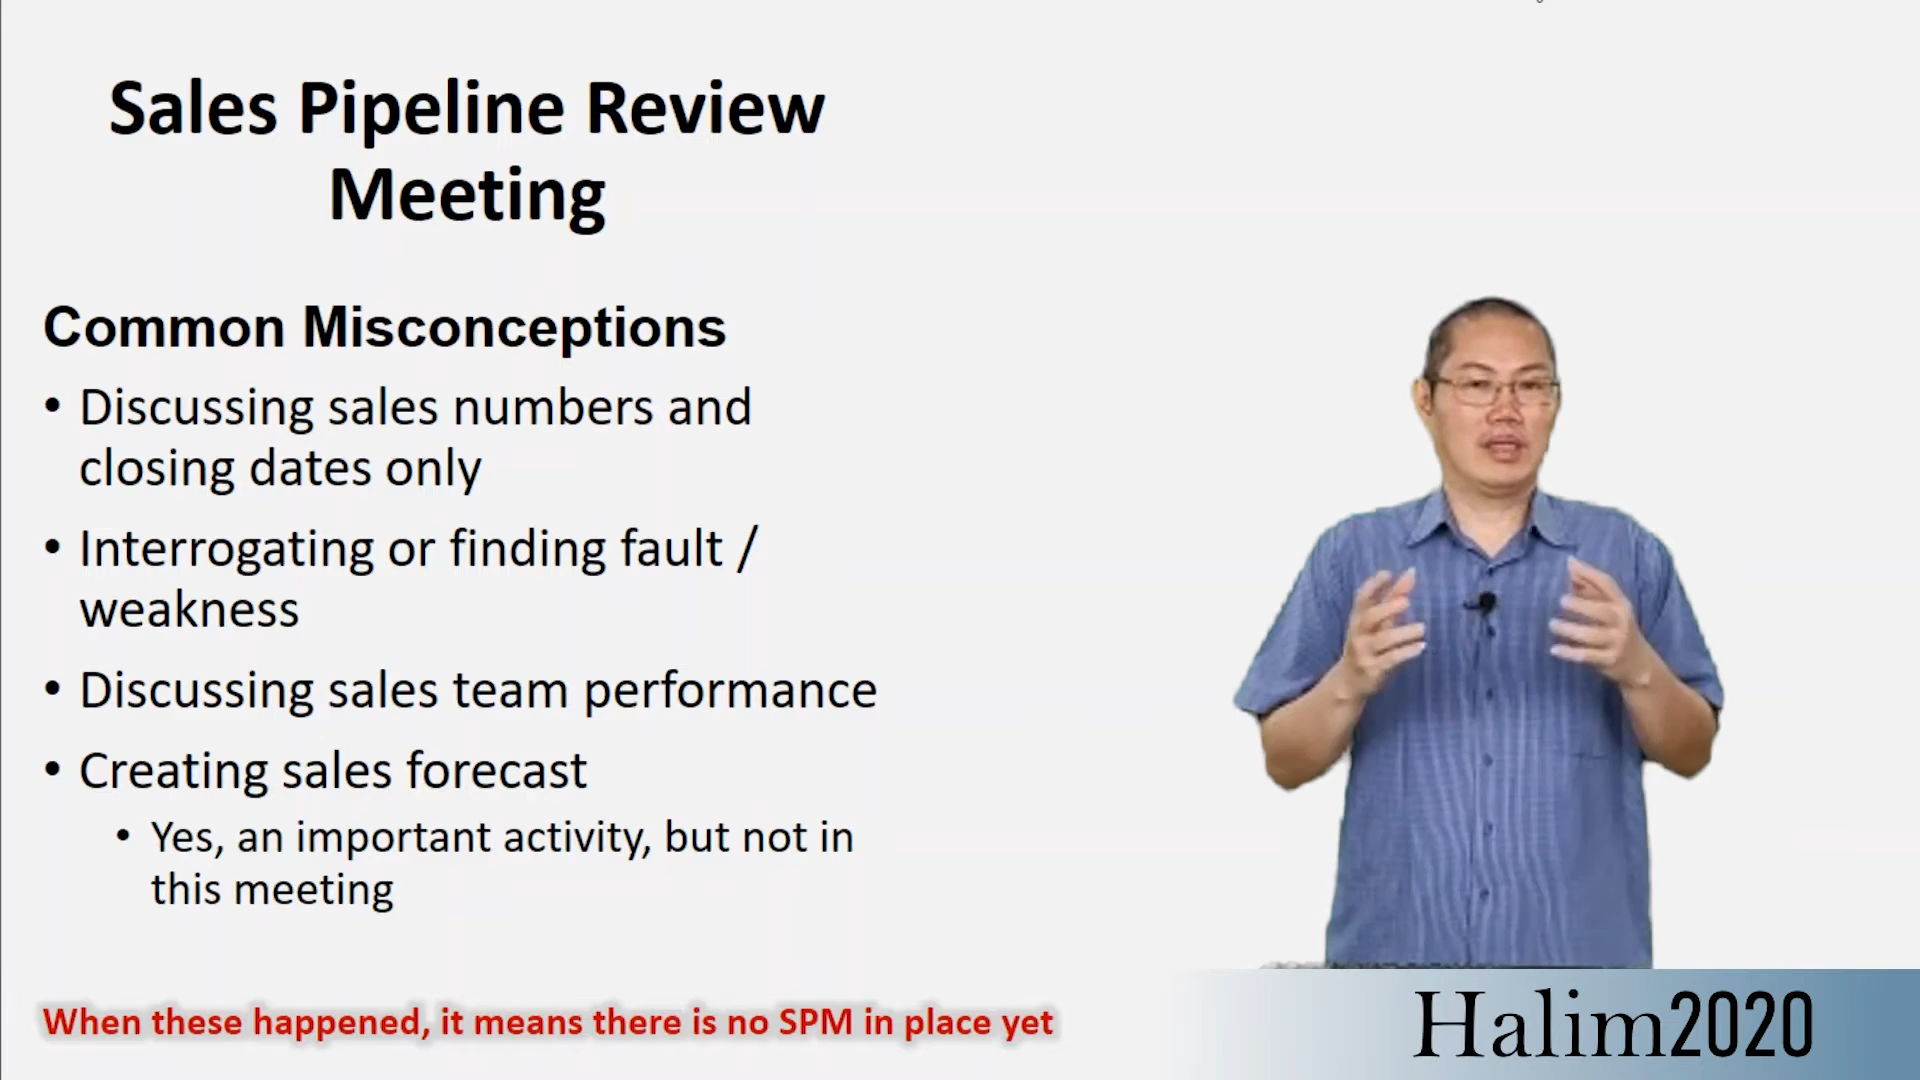 Sales Pipeline Review
Meeting
Common Misconceptions
• Discussing sales numbers and
closing dates only
• Interrogating or finding fault /
weakness
• Discussing sales team performance
• Creating sales forecast
• Yes, an important activity, but not in
this meeting
When these happened, it means there is no SPM in place yet
Halim2020